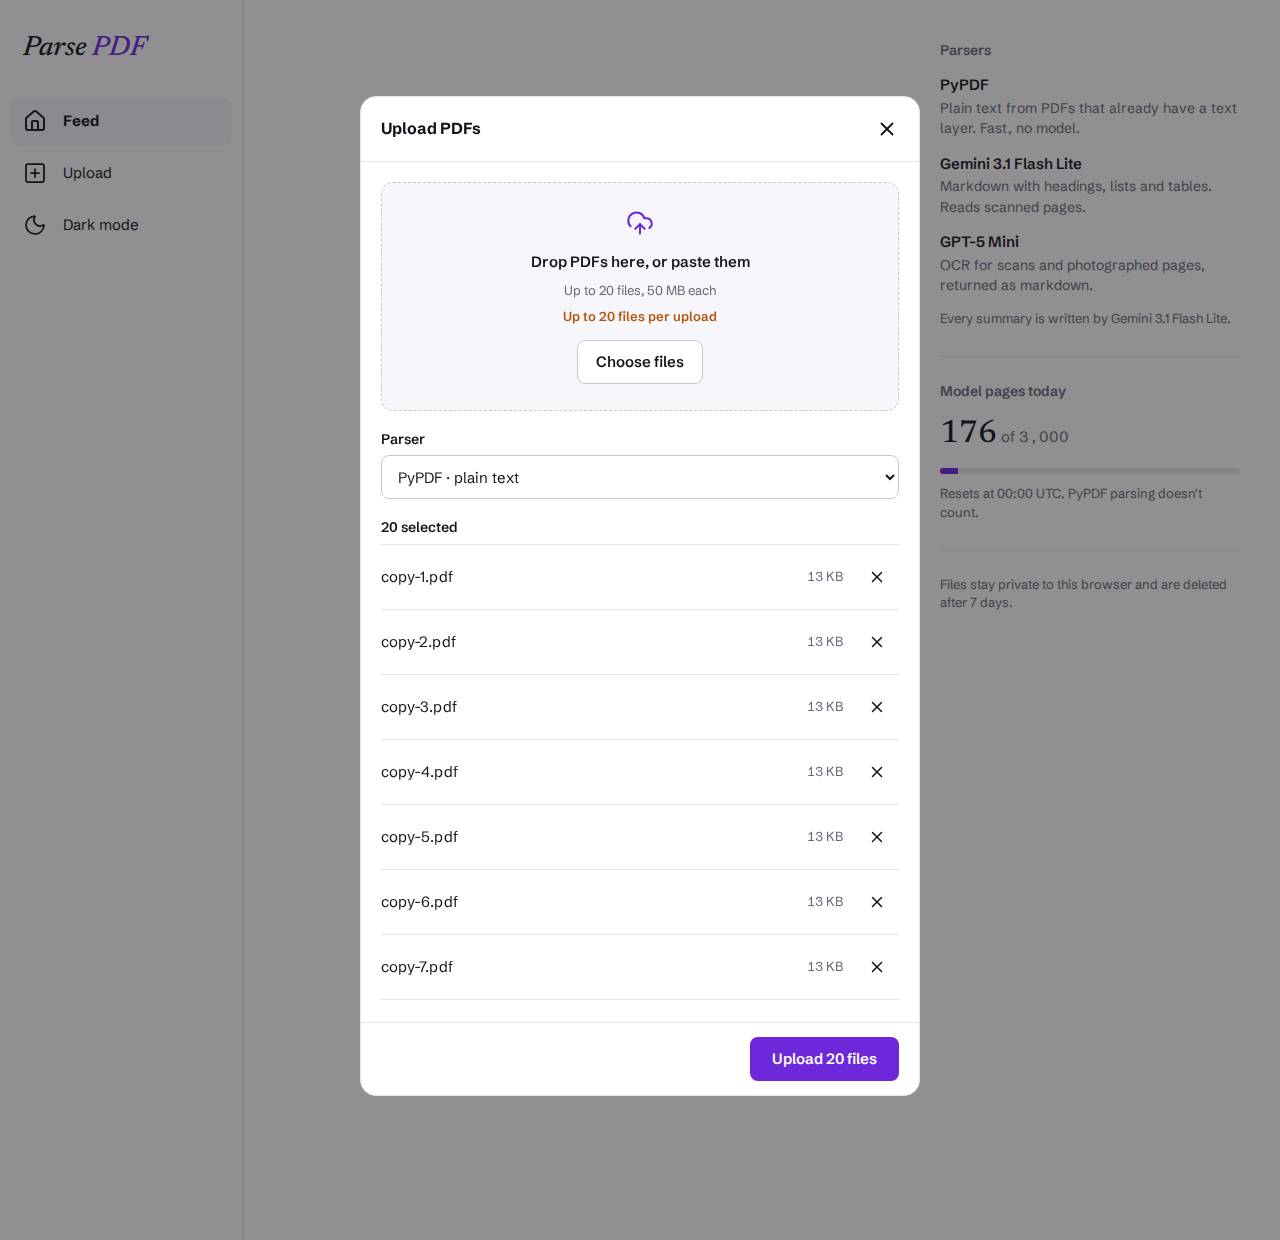 Parse PDF
Feed
Upload
Dark mode
Upload PDFs
Drop PDFs here, or paste them
Up to 20 files, 50 MB each
Up to 20 files per upload
Choose files
Parser
PyPDF · plain text
20 selected
copy-1.pdf 13 KB
copy-2.pdf 13 KB
copy-3.pdf 13 KB
copy-4.pdf 13 KB
copy-5.pdf 13 KB
copy-6.pdf 13 KB
copy-7.pdf 13 KB
Upload 20 files
Parsers
PyPDF
Plain text from PDFs that already have a text
layer. Fast, no model.
Gemini 3.1 Flash Lite
Markdown with headings, lists and tables.
Reads scanned pages.
GPT-5 Mini
OCR for scans and photographed pages,
returned as markdown.
Every summary is written by Gemini 3.1 Flash Lite.
Model pages today
176 of 3,000
Resets at 00:00 UTC. PyPDF parsing doesn't
count.
Files stay private to this browser and are deleted
after 7 days.